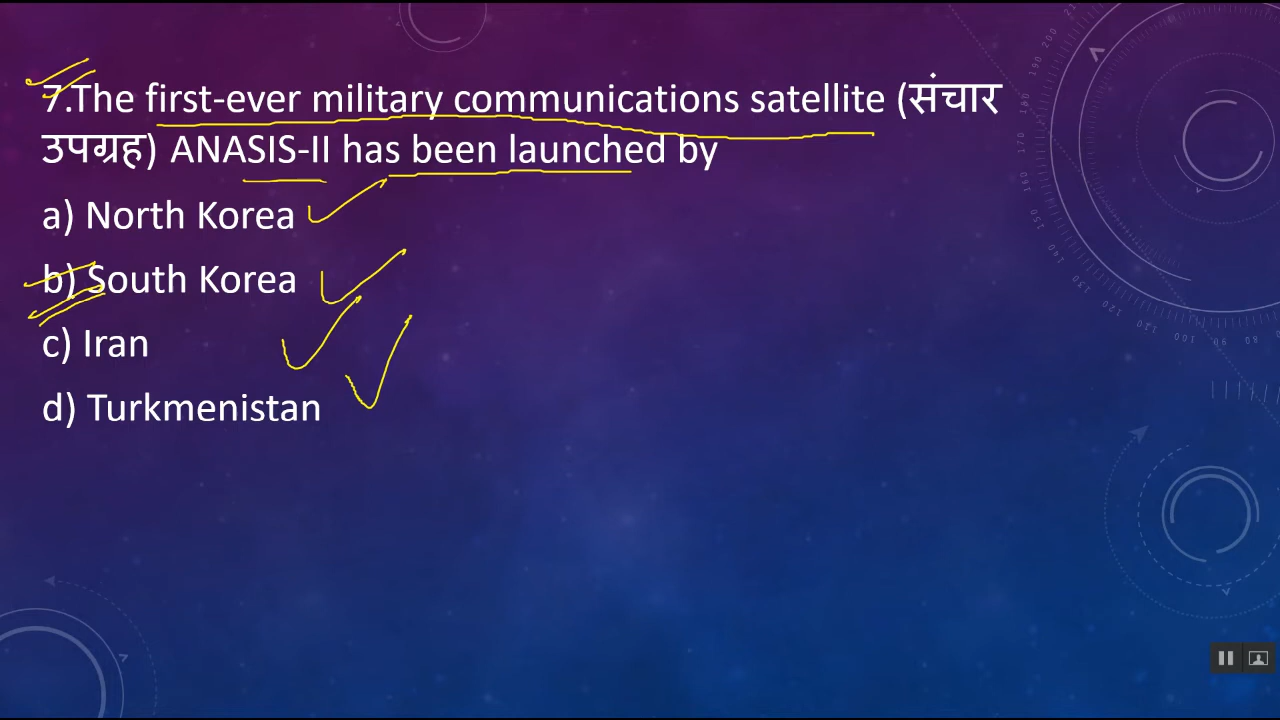 7.The first-ever military communications satellite (संचार
उपग्रह) ANASIS-II has been launched by
a) North Korea
b) South Korea
c) Iran
d) Turkmenistan